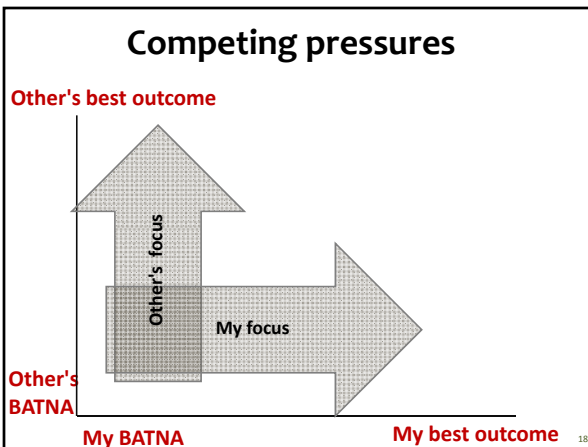 Competing pressures
Other's best outcome
Other's focus
My focus
Other's
BATNA
My BATNA
My best outcome
18